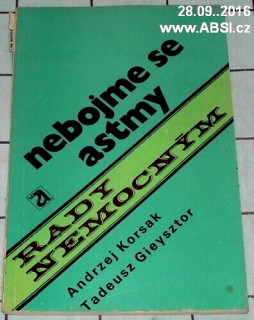 28.09..2016
www.ABSI.cz
nebojme se
astmy
a
RADY
NEMOCNÝM
Andrzej Korsak
Tadeusz Gieysztor